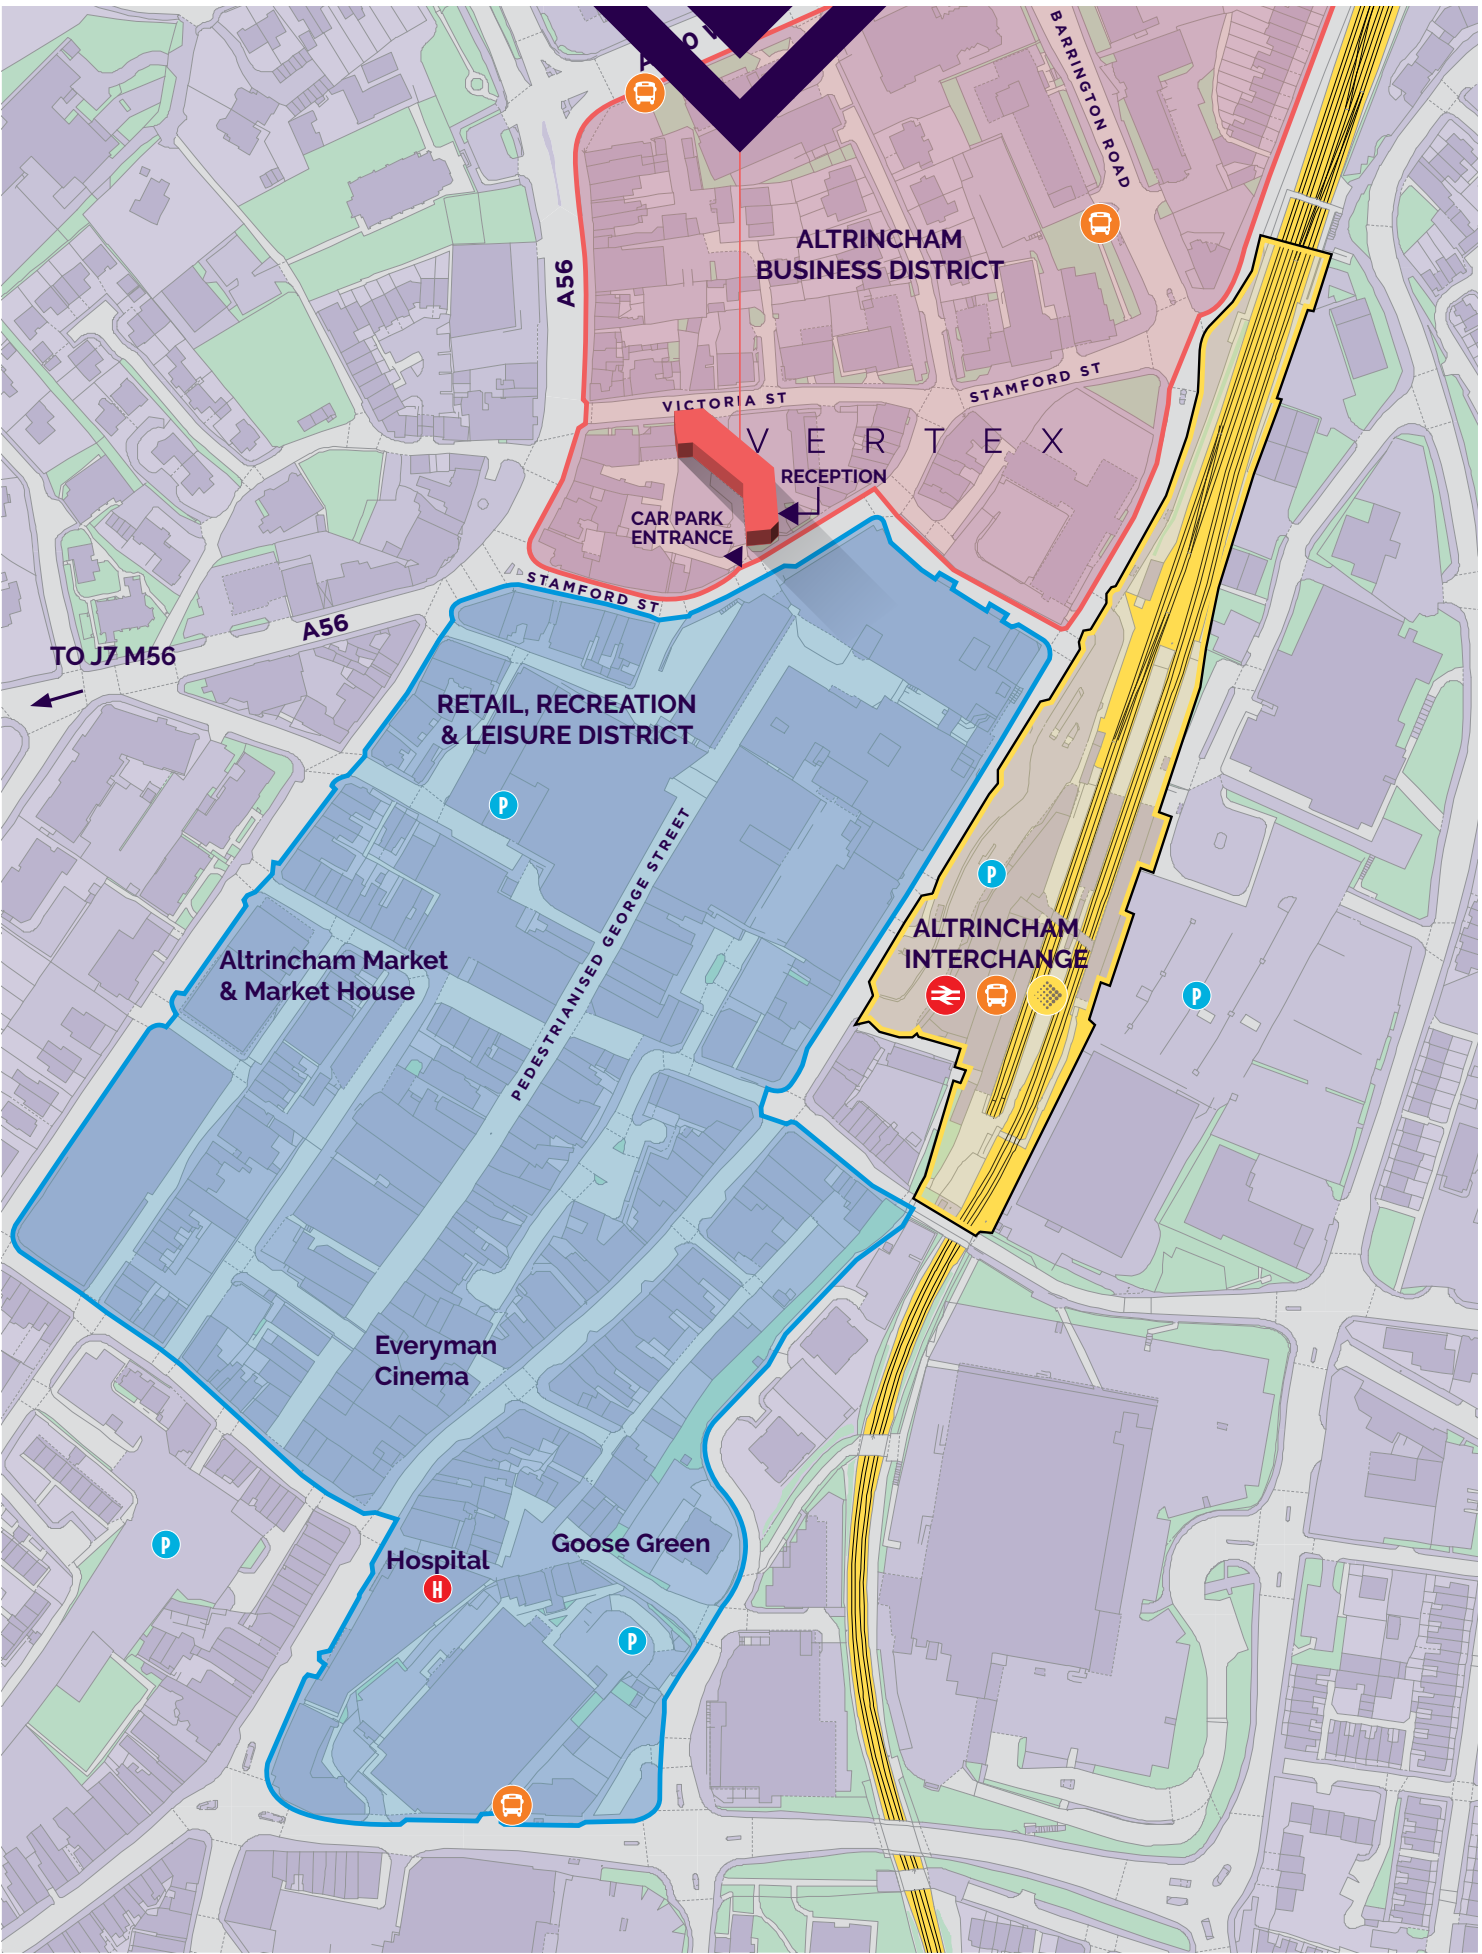 BARRINGTON ROAD
A56
ALTRINCHAM
BUSINESS DISTRICT
STAMFORD ST
VICTORIA ST
VERTEX
RECEPTION
CAR PARK
ENTRANCE
STAMFORD ST
A56
TO J7 M56
RETAIL, RECREATION
& LEISURE DISTRICT
P
PEDESTRIANISED GEORGE STREET
P
ALTRINCHAM
INTERCHANGE
Altrincham Market
& Market House
P
Everyman
Cinema
P
Goose Green
Hospital
H
P